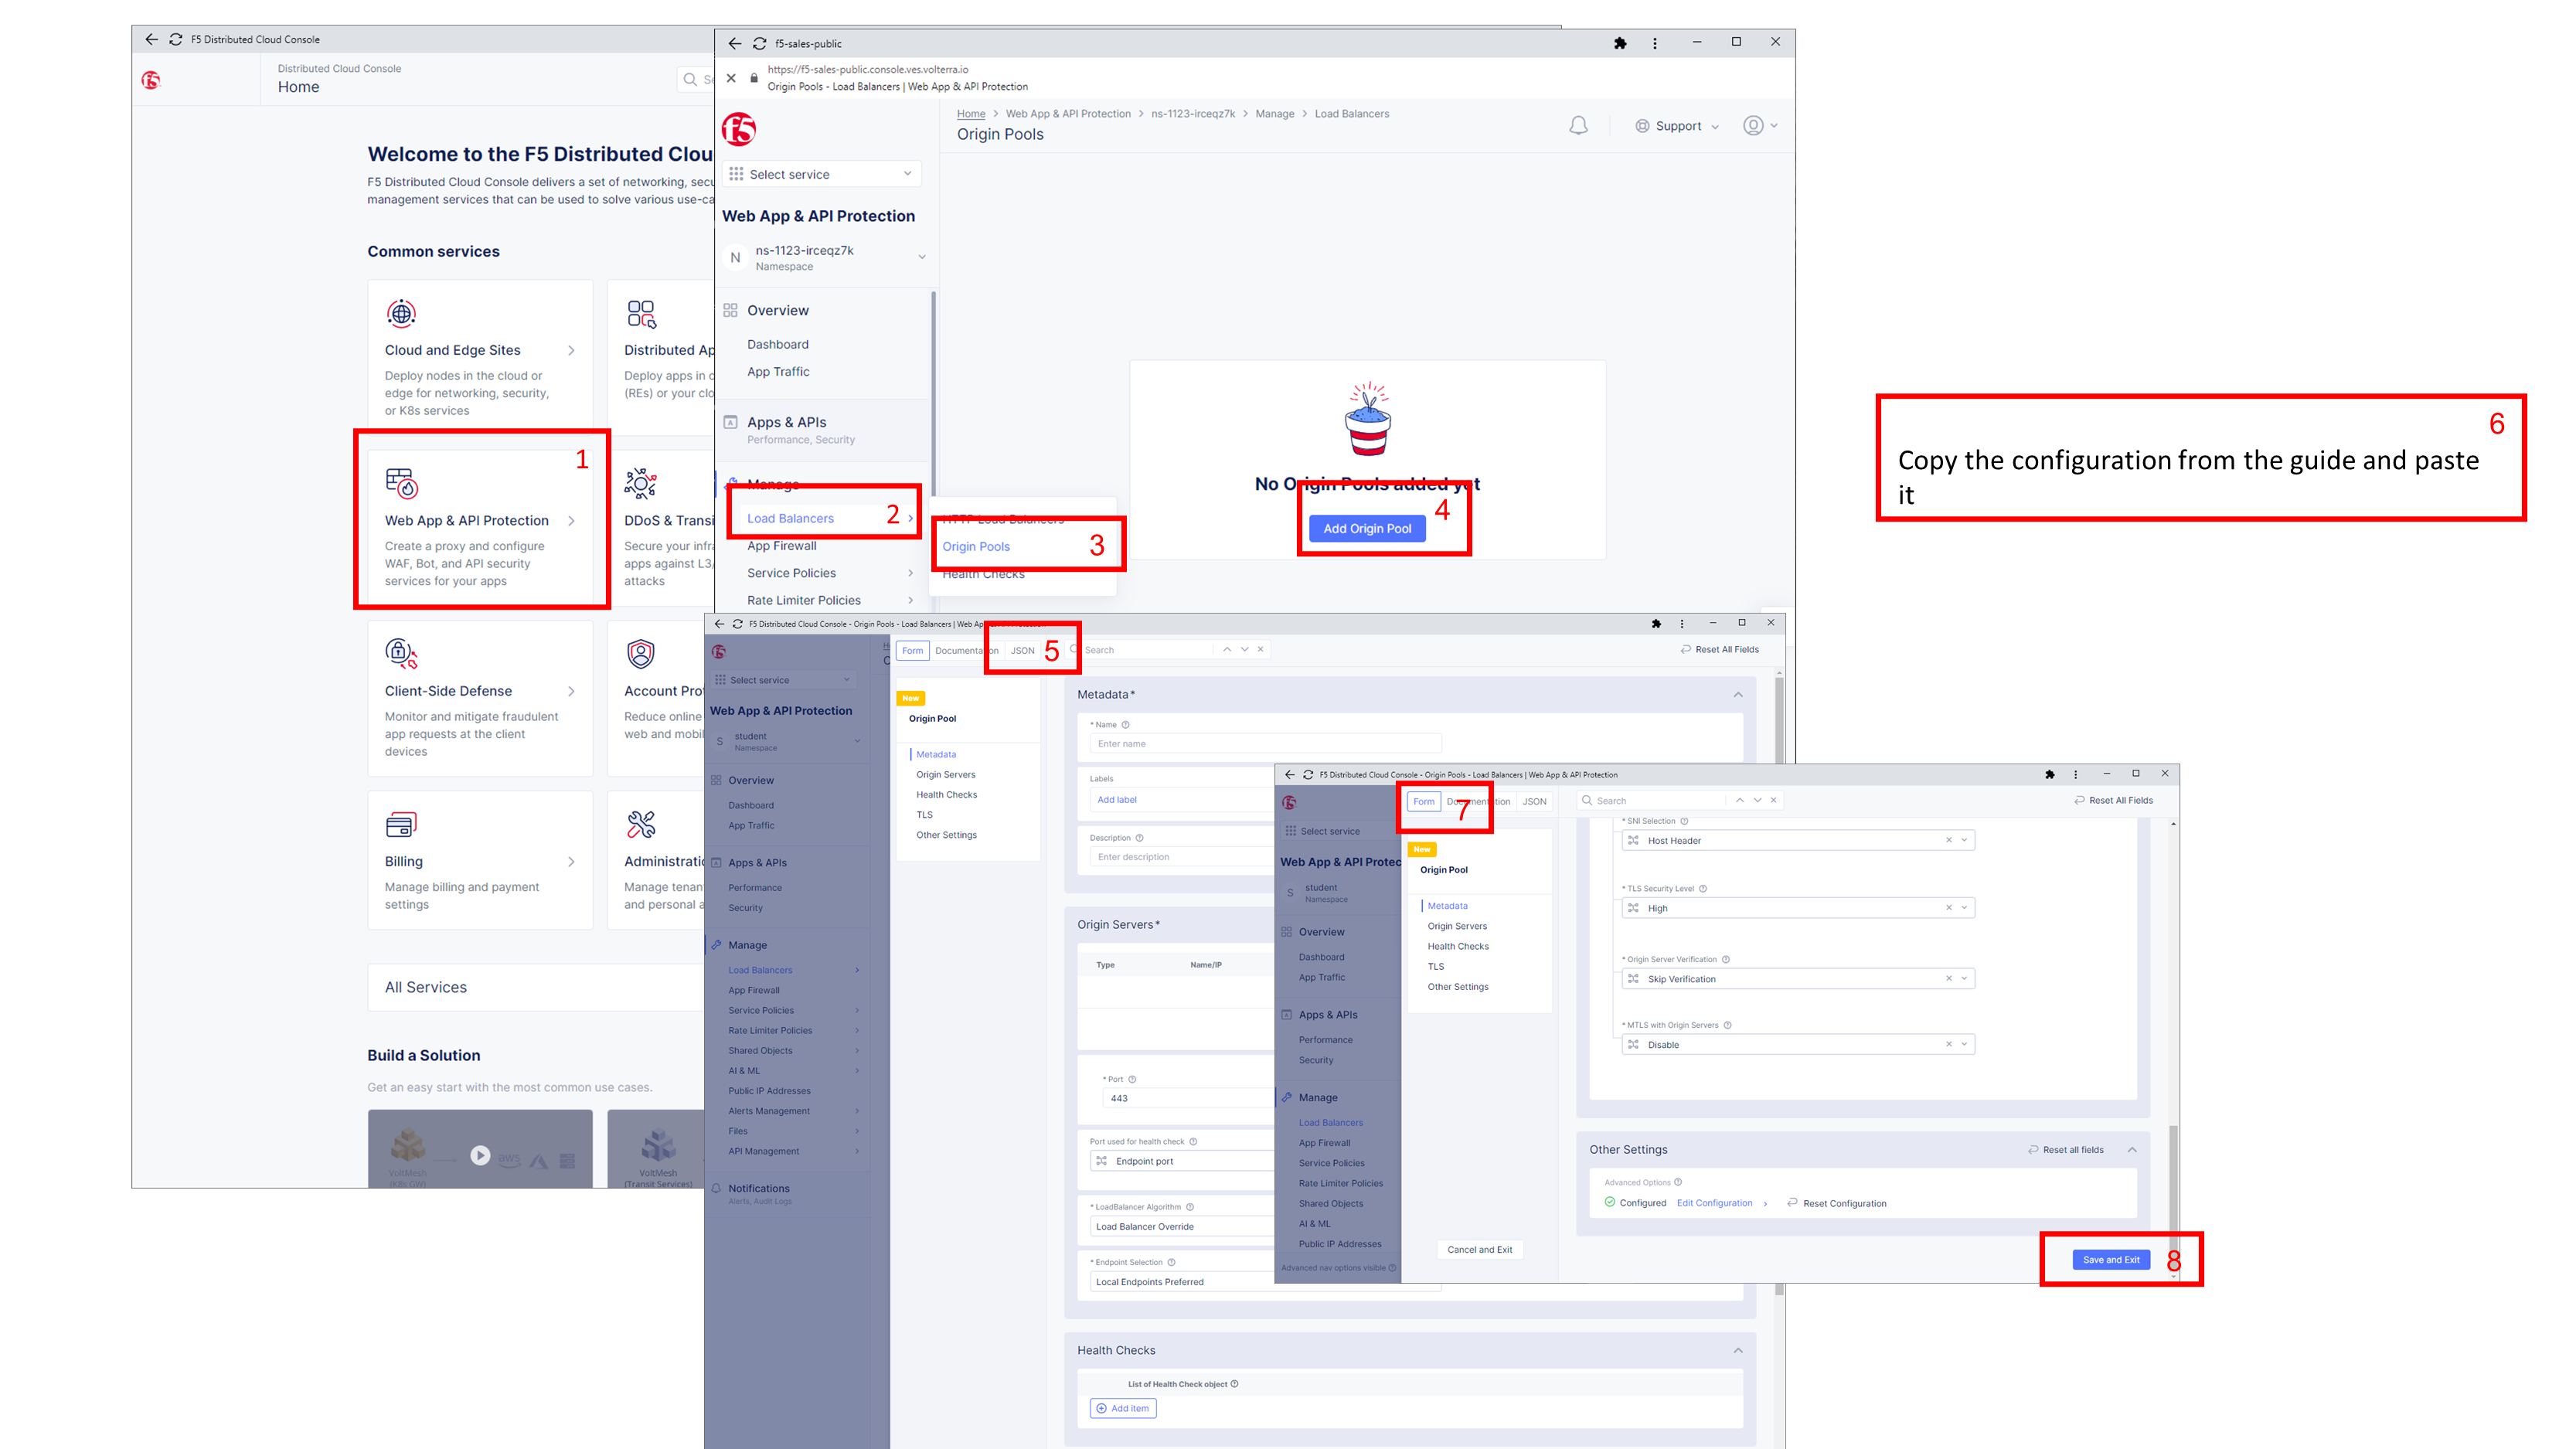 F5 Distributed Cloud Console
Distributed Cloud Console
Home
Welcome to the F5 Distributed Clou
F5 Distributed Cloud Console delivers a set of networking, secu
management services that can be used to solve various use-ca
Common services
Cloud and Edge Sites
Deploy nodes in the cloud or
edge for networking, security,
or K8s services
Distributed Ap
Deploy apps in c
(REs) or your clo
1
Web App & API Protection
Create a proxy and configure
WAF, Bot, and API security
services for your apps
DDoS & Transi
Secure your infra
apps against L3/
attacks
Client-Side Defense
Monitor and mitigate fraudulent
app requests at the client
devices
Account Pro
Reduce online
web and mobil
Billing
Manage billing and payment
settings
Administratio
Manage tenan
and personal a
All Services
Build a Solution
Get an easy start with the most common use cases.
VoltMesh
(K8s GW)
aws
VoltMesh
(Transit Services)
f5-sales-public
https://f5-sales-public.console.ves.volterra.io
Origin Pools - Load Balancers | Web App & API Protection
f5
Home > Web App & API Protection > ns-1123-irceqz7k > Manage > Load Balancers
Origin Pools
Support
Select service
Web App & API Protection
N
ns-1123-irceqz7k
Namespace
Overview
Dashboard
App Traffic
Apps & APIs
Performance, Security
Manage
Load Balancers
2
HTTP Load Balancers
Origin Pools
3
Health Checks
App Firewall
Service Policies
Rate Limiter Policies
No Origin Pools added yet
Add Origin Pool
4
6
Copy the configuration from the guide and paste
it
F5 Distributed Cloud Console - Origin Pools - Load Balancers | Web Ap
Form Documentation JSON
5
Search
Reset All Fields
Select service
Web App & API Protection
S
student
Namespace
Overview
Dashboard
App Traffic
Apps & APIs
Performance
Security
Manage
Load Balancers
App Firewall
Service Policies
Rate Limiter Policies
Shared Objects
AI & ML
Public IP Addresses
Alerts Management
Files
API Management
Notifications
Alerts, Audit Logs
New
Origin Pool
Metadata
Origin Servers
Health Checks
TLS
Other Settings
Metadata *
* Name
Enter name
Labels
Add label
Description
Enter description
Origin Servers *
Type Name/IP
* Port
443
Port used for health check
Endpoint port
* LoadBalancer Algorithm
Load Balancer Override
* Endpoint Selection
Local Endpoints Preferred
Health Checks
List of Health Check object
Add item
F5 Distributed Cloud Console - Origin Pools - Load Balancers | Web App & API Protection
Form Documentation JSON
7
Search
Reset All Fields
Select service
Web App & API Protec
S
student
Namespace
Overview
Dashboard
App Traffic
Apps & APIs
Performance
Security
Manage
Load Balancers
App Firewall
Service Policies
Rate Limiter Policies
Shared Objects
AI & ML
Public IP Addresses
Advanced nav options visible
New
Origin Pool
Metadata
Origin Servers
Health Checks
TLS
Other Settings
Cancel and Exit
* SNI Selection
Host Header
* TLS Security Level
High
* Origin Server Verification
Skip Verification
* MTLS with Origin Servers
Disable
Other Settings
Reset all fields
Advanced Options
Configured Edit Configuration > Reset Configuration
Save and Exit
8